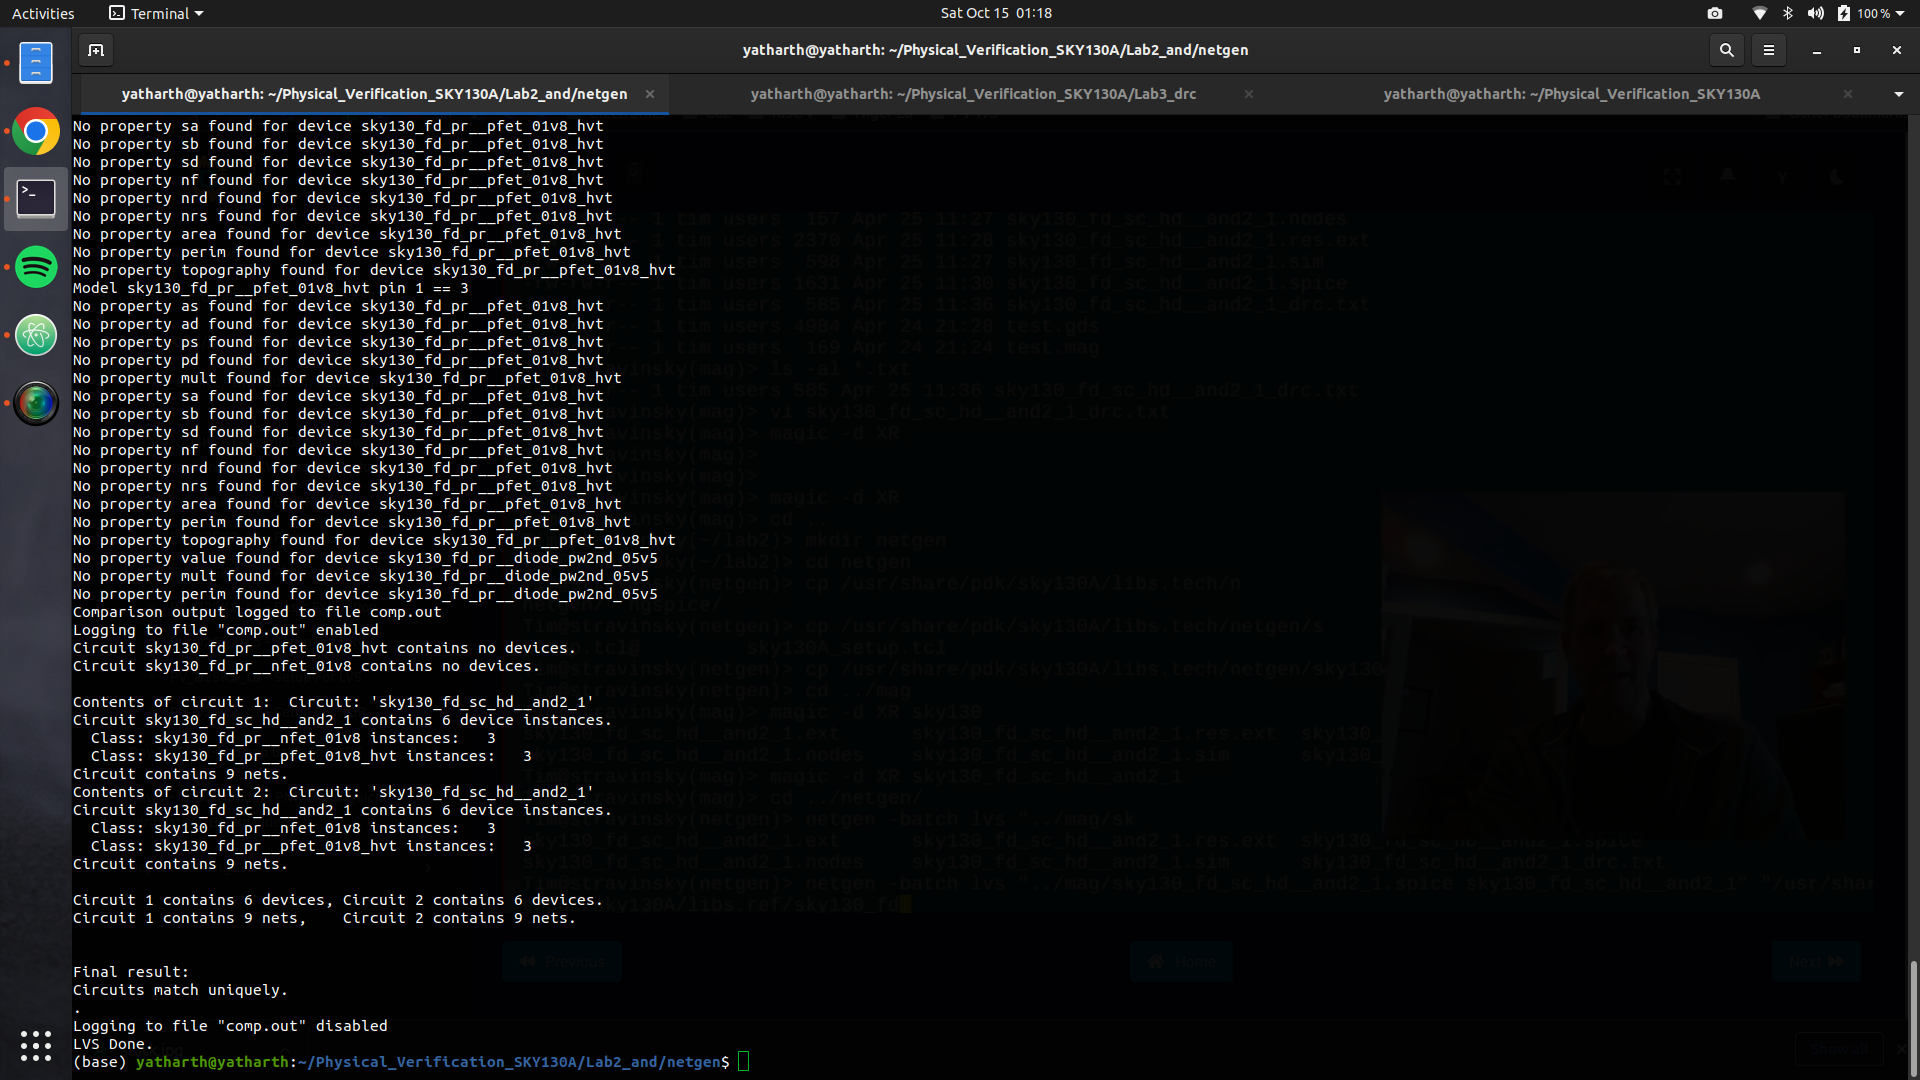 Activities
Terminal
Sat Oct 15 01:18
100 %
yatharth@yatharth: ~/Physical_Verification_SKY130A/Lab2_and/netgen
yatharth@yatharth: ~/Physical_Verification_SKY130A/Lab2_and/netgen
yatharth@yatharth: ~/Physical_Verification_SKY130A/Lab3_drc
yatharth@yatharth: ~/Physical_Verification_SKY130A
No property sa found for device sky130_fd_pr__pfet_01v8_hvt
No property sb found for device sky130_fd_pr__pfet_01v8_hvt
No property sd found for device sky130_fd_pr__pfet_01v8_hvt
No property nf found for device sky130_fd_pr__pfet_01v8_hvt
No property nrd found for device sky130_fd_pr__pfet_01v8_hvt
No property nrs found for device sky130_fd_pr__pfet_01v8_hvt
No property area found for device sky130_fd_pr__pfet_01v8_hvt
No property perim found for device sky130_fd_pr__pfet_01v8_hvt
No property topography found for device sky130_fd_pr__pfet_01v8_hvt
Model sky130_fd_pr__pfet_01v8_hvt pin 1 == 3
No property as found for device sky130_fd_pr__pfet_01v8_hvt
No property ad found for device sky130_fd_pr__pfet_01v8_hvt
No property ps found for device sky130_fd_pr__pfet_01v8_hvt
No property pd found for device sky130_fd_pr__pfet_01v8_hvt
No property mult found for device sky130_fd_pr__pfet_01v8_hvt
No property sa found for device sky130_fd_pr__pfet_01v8_hvt
No property sb found for device sky130_fd_pr__pfet_01v8_hvt
No property sd found for device sky130_fd_pr__pfet_01v8_hvt
No property nf found for device sky130_fd_pr__pfet_01v8_hvt
No property nrd found for device sky130_fd_pr__pfet_01v8_hvt
No property nrs found for device sky130_fd_pr__pfet_01v8_hvt
No property area found for device sky130_fd_pr__pfet_01v8_hvt
No property perim found for device sky130_fd_pr__pfet_01v8_hvt
No property topography found for device sky130_fd_pr__pfet_01v8_hvt
No property value found for device sky130_fd_pr__diode_pw2nd_05v5
No property mult found for device sky130_fd_pr__diode_pw2nd_05v5
No property perim found for device sky130_fd_pr__diode_pw2nd_05v5
Comparison output logged to file comp.out
Logging to file "comp.out" enabled
Circuit sky130_fd_pr__pfet_01v8_hvt contains no devices.
Circuit sky130_fd_pr__nfet_01v8 contains no devices.
Contents of circuit 1:  Circuit: 'sky130_fd_sc_hd__and2_1'
Circuit sky130_fd_sc_hd__and2_1 contains 6 device instances.
  Class: sky130_fd_pr__nfet_01v8 instances:   3
  Class: sky130_fd_pr__pfet_01v8_hvt instances:   3
Circuit contains 9 nets.
Contents of circuit 2:  Circuit: 'sky130_fd_sc_hd__and2_1'
Circuit sky130_fd_sc_hd__and2_1 contains 6 device instances.
  Class: sky130_fd_pr__nfet_01v8 instances:   3
  Class: sky130_fd_pr__pfet_01v8_hvt instances:   3
Circuit contains 9 nets.
Circuit 1 contains 6 devices, Circuit 2 contains 6 devices.
Circuit 1 contains 9 nets,    Circuit 2 contains 9 nets.
Final result:
Circuits match uniquely.
.
Logging to file "comp.out" disabled
LVS Done.
(base) yatharth@yatharth:~/Physical_Verification_SKY130A/Lab2_and/netgen$